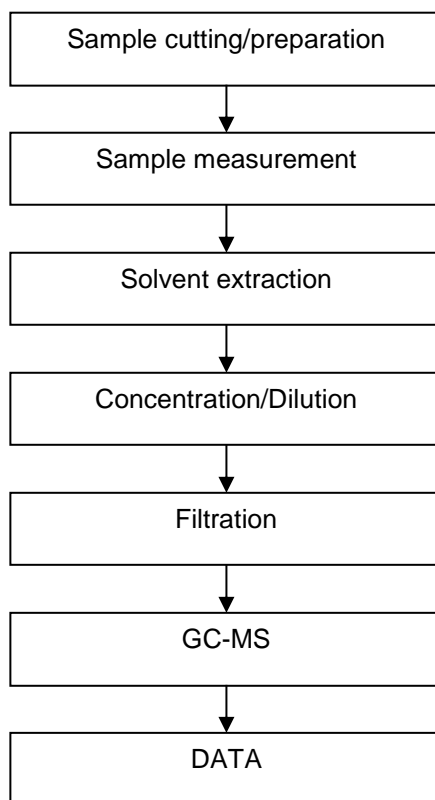 Sample cutting/preparation
Sample measurement
Solvent extraction
Concentration/Dilution
Filtration
GC-MS
DATA